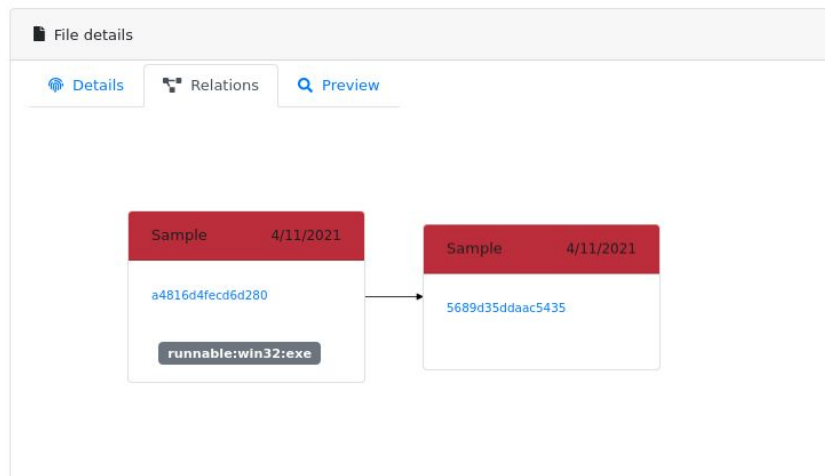 File details
Details
Relations
Preview
Sample 4/11/2021
a4816d4fecd6d280
runnable:win32:exe
Sample 4/11/2021
5689d35ddaac5435